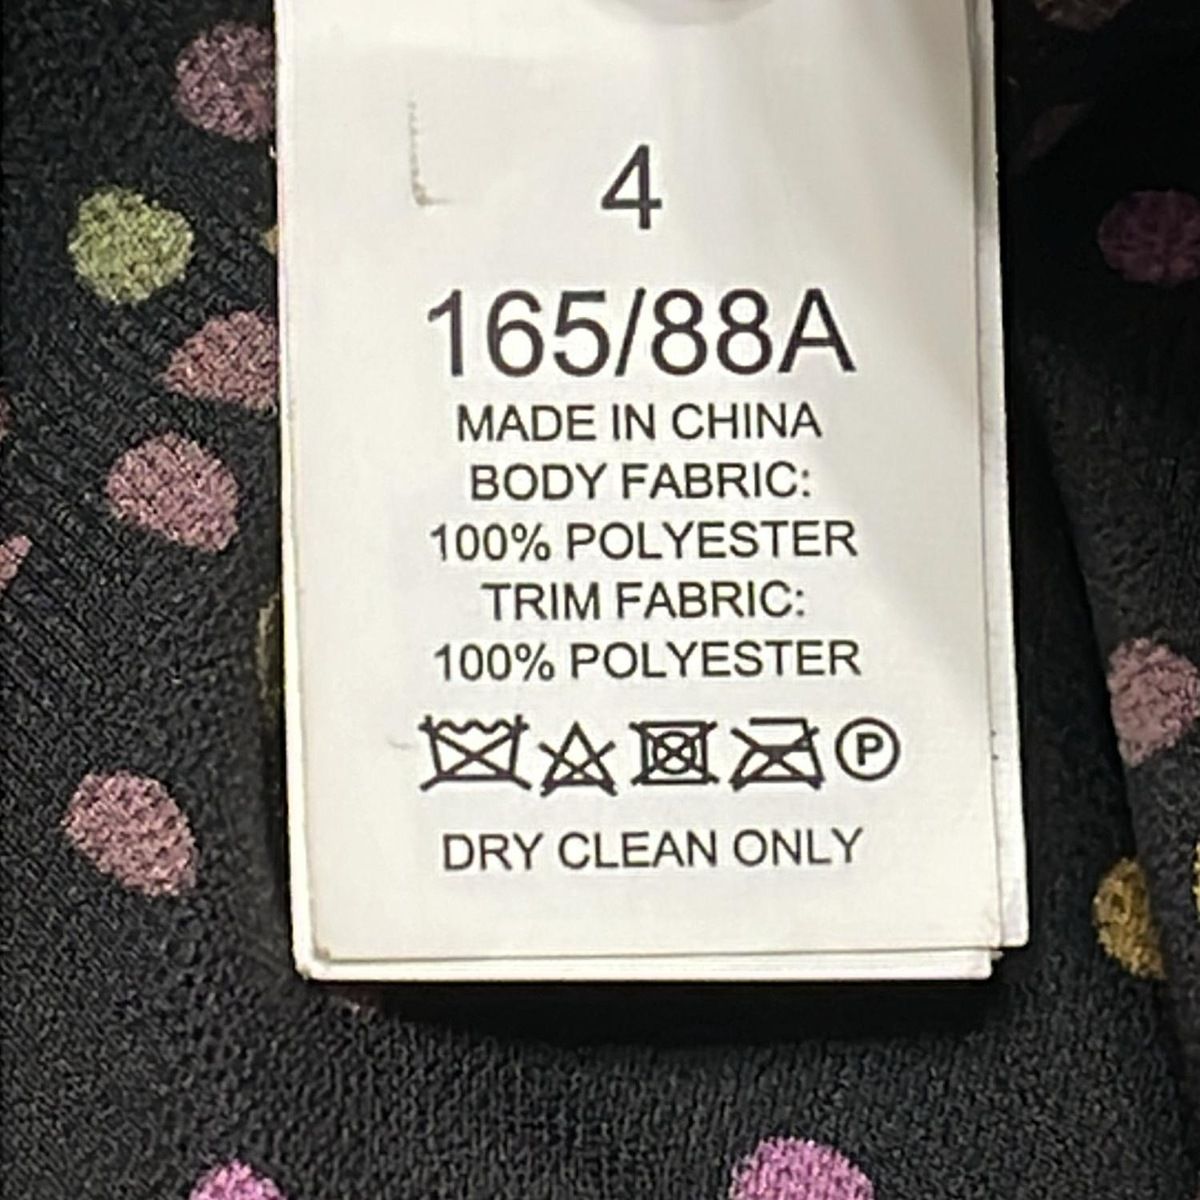 4
165/88A
MADE IN CHINA
BODY FABRIC:
100% POLYESTER
TRIM FABRIC:
100% POLYESTER
P
DRY CLEAN ONLY